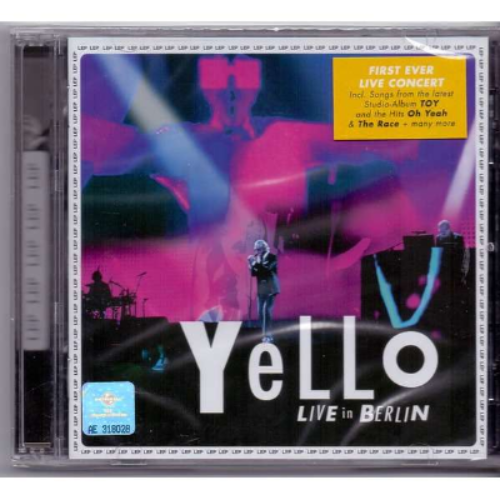 FIRST EVER
LIVE CONCERT
Incl. Songs from the latest
Studio-Album TOY
and the Hits Oh Yeah
& The Race + many more
YeLLO
LIVE in BERLIN
AE 318028